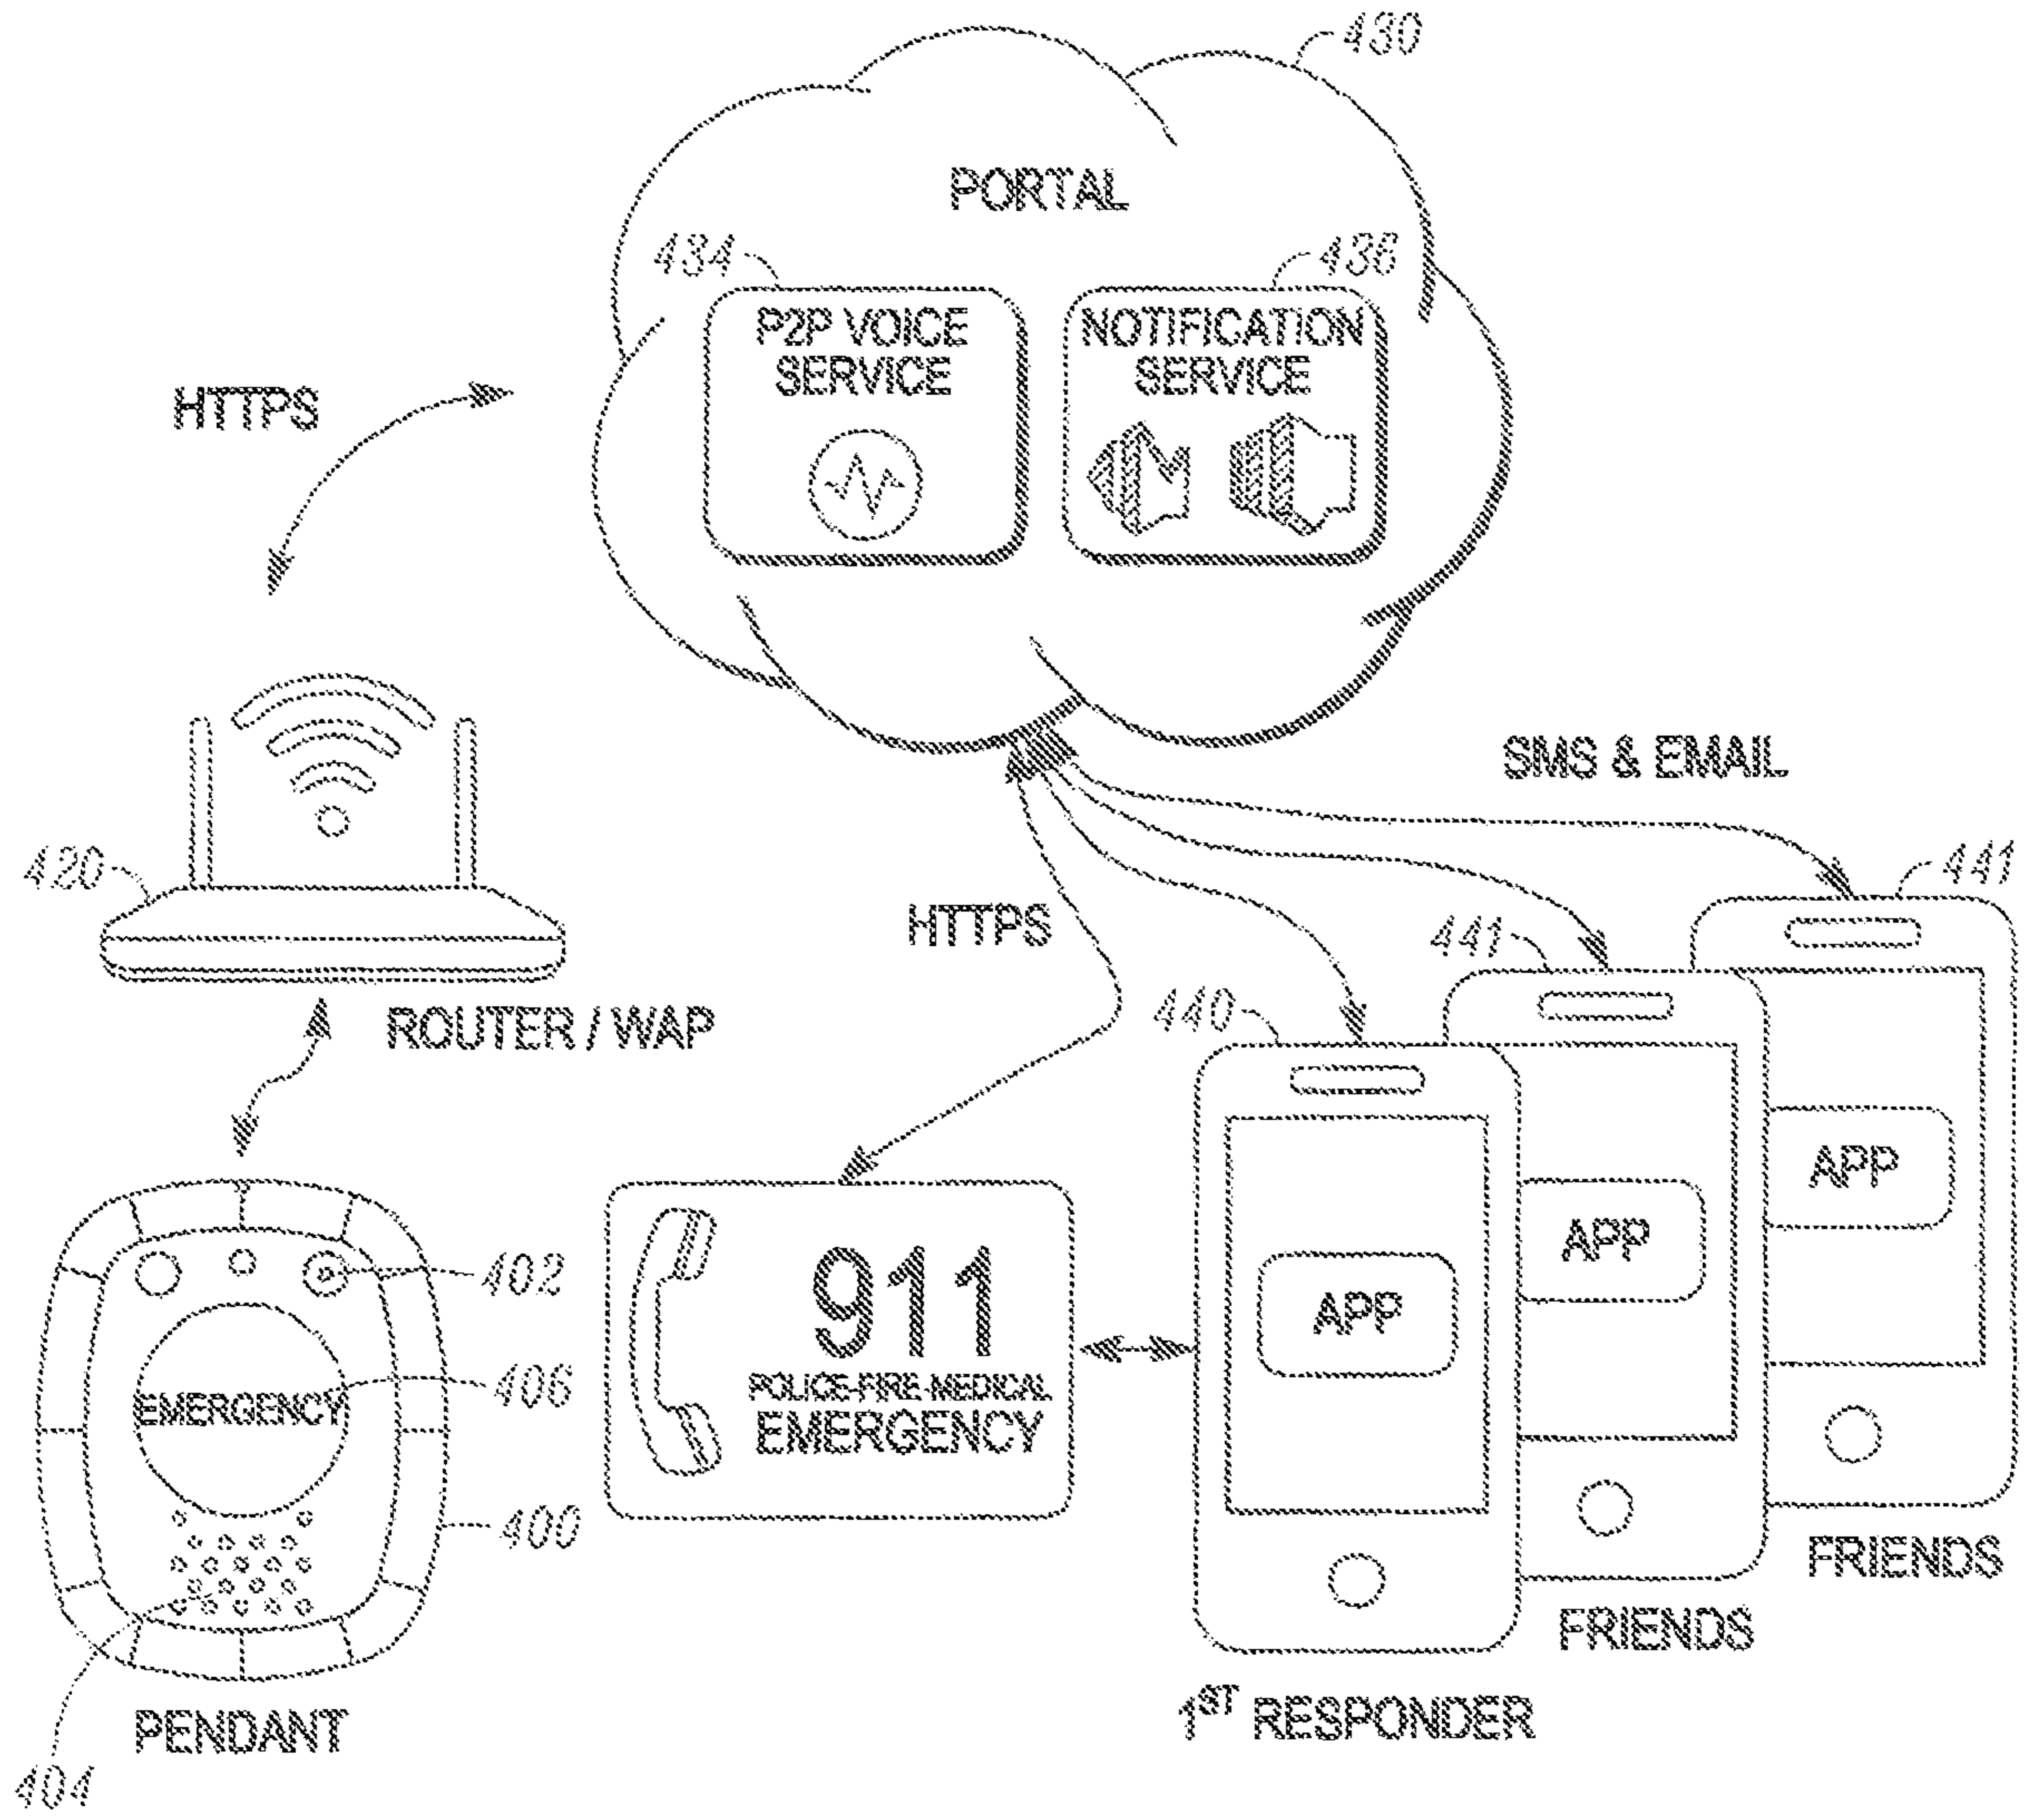 430
PORTAL
434
436
P2P VOICE
SERVICE
NOTIFICATION
SERVICE
HTTPS
SMS & EMAIL
420
441
HTTPS
441
440
ROUTER / WAP
APP
APP
APP
402
911
POLICE-FIRE-MEDICAL
EMERGENCY
406
EMERGENCY
400
FRIENDS
FRIENDS
1ST RESPONDER
PENDANT
404